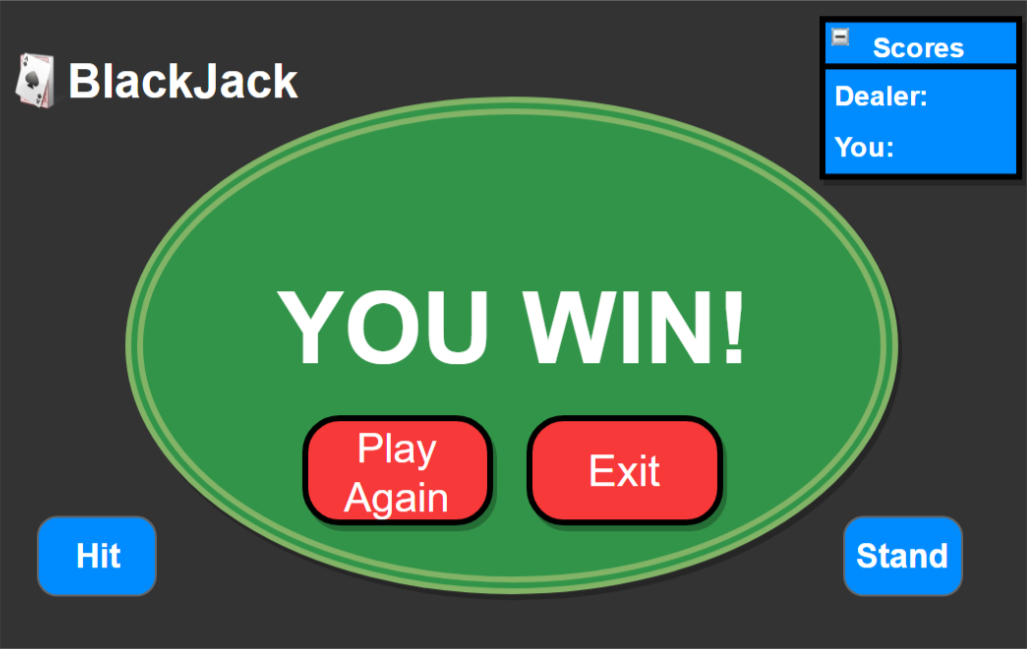 BlackJack
Scores
Dealer:
You:
YOU WIN!
Play
Again
Exit
Hit
Stand